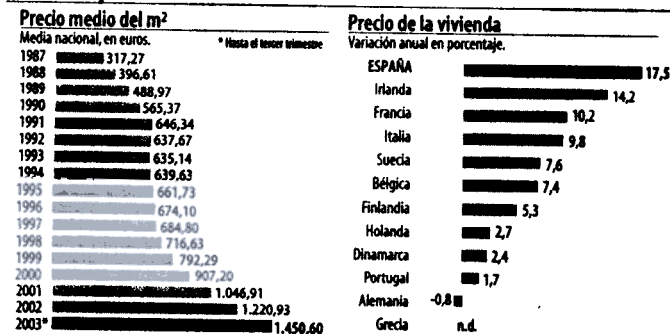 Precio medio del m²
Media nacional, en euros.
* Hasta el tercer trimestre
1987 317,27
1988 396,61
1989 488,97
1990 565,37
1991 646,34
1992 637,67
1993 635,14
1994 639,63
1995 661,73
1996 674,10
1997 684,80
1998 716,63
1999 792,29
2000 907,20
2001 1.046,91
2002 1.220,93
2003* 1.450,60
Precio de la vivienda
Variación anual en porcentaje.
ESPAÑA 17,5
Irlanda 14,2
Francia 10,2
Italia 9,8
Suecia 7,6
Bélgica 7,4
Finlandia 5,3
Holanda 2,7
Dinamarca 2,4
Portugal 1,7
Alemania -0,8
Grecia n.d.